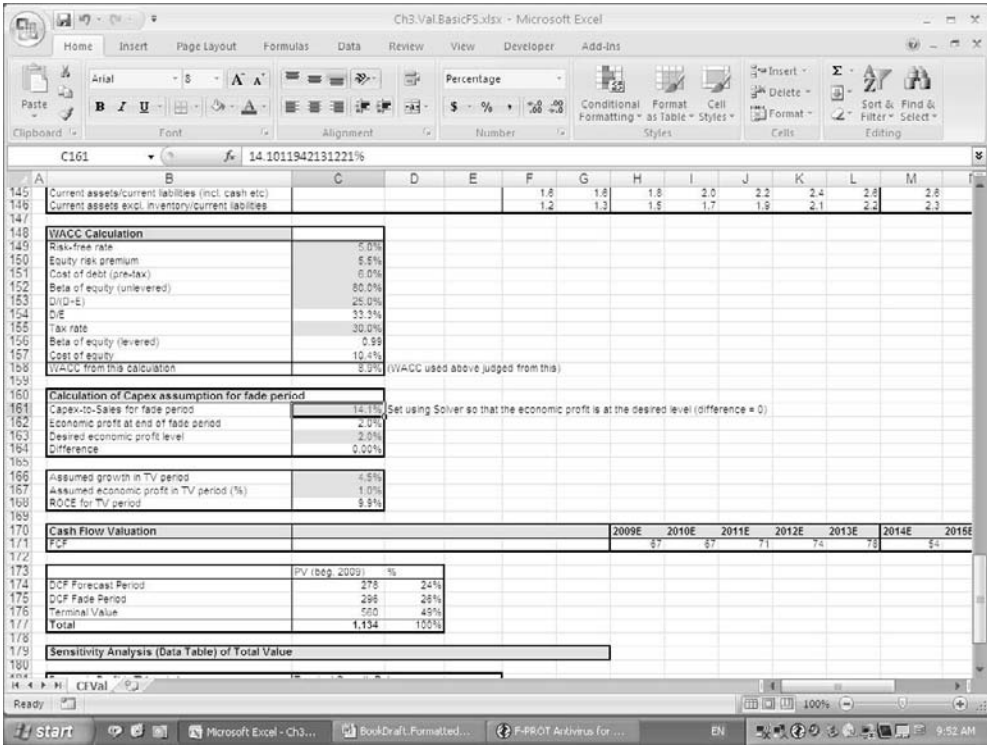 Ch3.Val.BasicFS.xlsx - Microsoft Excel
Home Insert Page Layout Formulas Data Review View Developer Add-Ins
Arial 8 A A Percentage Insert Σ
Paste B I U A $ % , .0 .00 .00 .0 Conditional Formatting Format as Table Cell Styles Delete Format Sort & Filter Find & Select
Clipboard Font Alignment Number Styles Cells Editing
C161 fx 14.1011942131221%
A B C D E F G H I J K L M
145 Current assets/current liabilities (incl. cash etc) 1.6 1.6 1.8 2.0 2.2 2.4 2.6 2.6
146 Current assets excl. inventory/current liabilities 1.2 1.3 1.5 1.7 1.9 2.1 2.2 2.3
147
148 WACC Calculation
149 Risk-free rate 5.0%
150 Equity risk premium 5.5%
151 Cost of debt (pre-tax) 6.0%
152 Beta of equity (unlevered) 80.0%
153 D/(D+E) 25.0%
154 D/E 33.3%
155 Tax rate 30.0%
156 Beta of equity (levered) 0.99
157 Cost of equity 10.4%
158 WACC from this calculation 8.9% (WACC used above judged from this)
159
160 Calculation of Capex assumption for fade period
161 Capex-to-Sales for fade period 14.1% Set using Solver so that the economic profit is at the desired level (difference = 0)
162 Economic profit at end of fade period 2.0%
163 Desired economic profit level 2.0%
164 Difference 0.00%
165
166 Assumed growth in TV period 4.5%
167 Assumed economic profit in TV period (%) 1.0%
168 ROCE for TV period 9.9%
169
170 Cash Flow Valuation 2009E 2010E 2011E 2012E 2013E 2014E 2015E
171 FCF 67 67 71 74 78 54
172
173 PV (beg. 2009) %
174 DCF Forecast Period 278 24%
175 DCF Fade Period 296 26%
176 Terminal Value 560 49%
177 Total 1,134 100%
178
179 Sensitivity Analysis (Data Table) of Total Value
180
CFVal
Ready 100%
start Microsoft Excel - Ch3... BookDraft.Formatted... F-PROT Antivirus for ... EN 9:52 AM